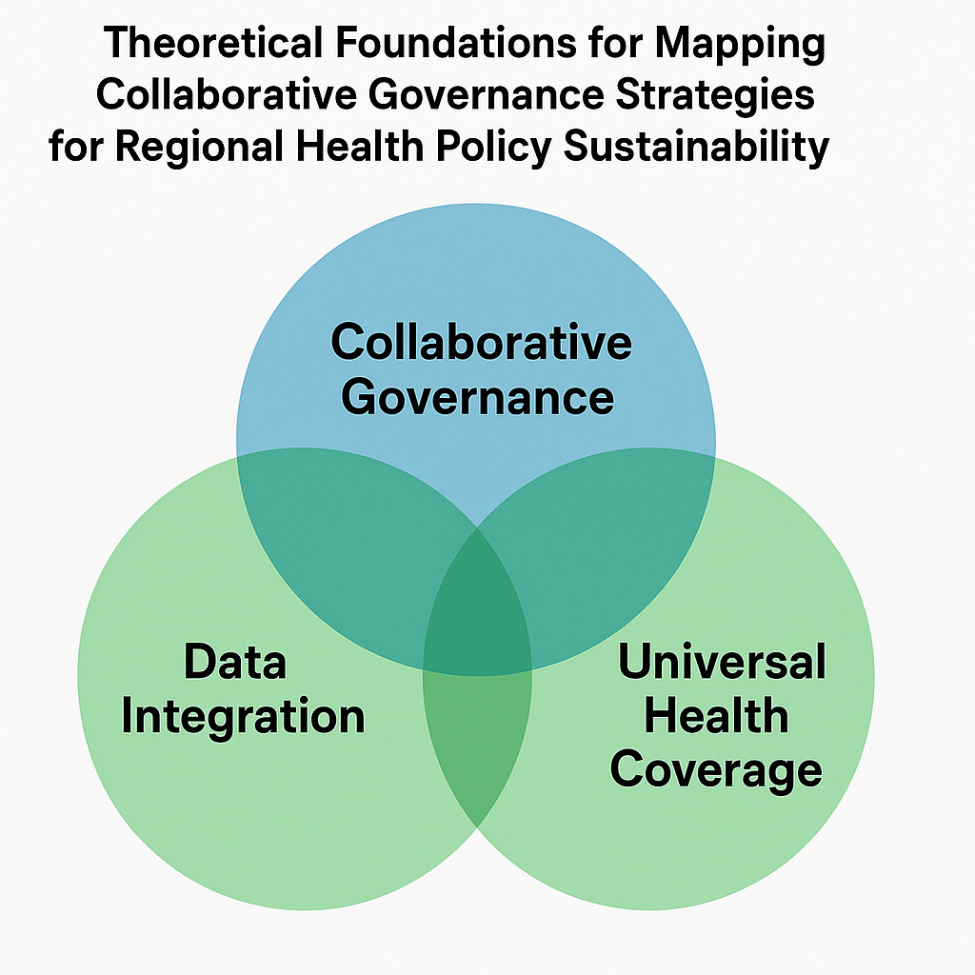 Theoretical Foundations for Mapping
Collaborative Governance Strategies
for Regional Health Policy Sustainability
Collaborative
Governance
Data
Integration
Universal
Health
Coverage